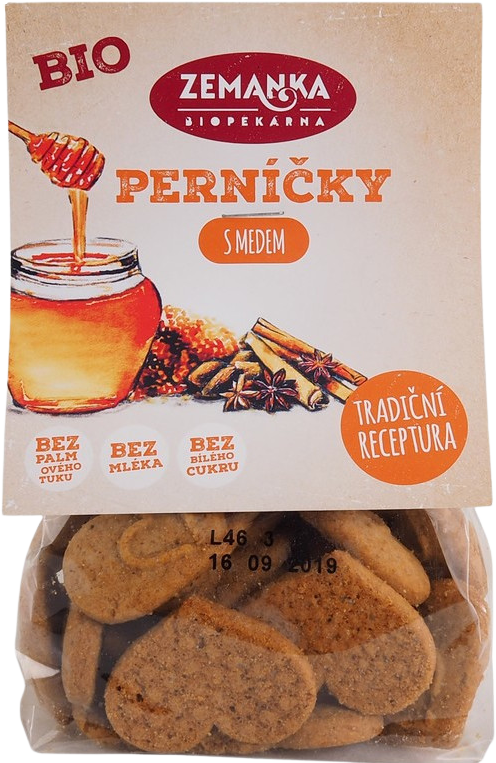 BIO
ZEMANKA
BIOPEKÁRNA
PERNÍČKY
S MEDEM
TRADIČNÍ
RECEPTURA
BEZ
PALM
OVÉHO
TUKU
BEZ
MLÉKA
BEZ
BÍLÉHO
CUKRU
L46 3
16 09 2019